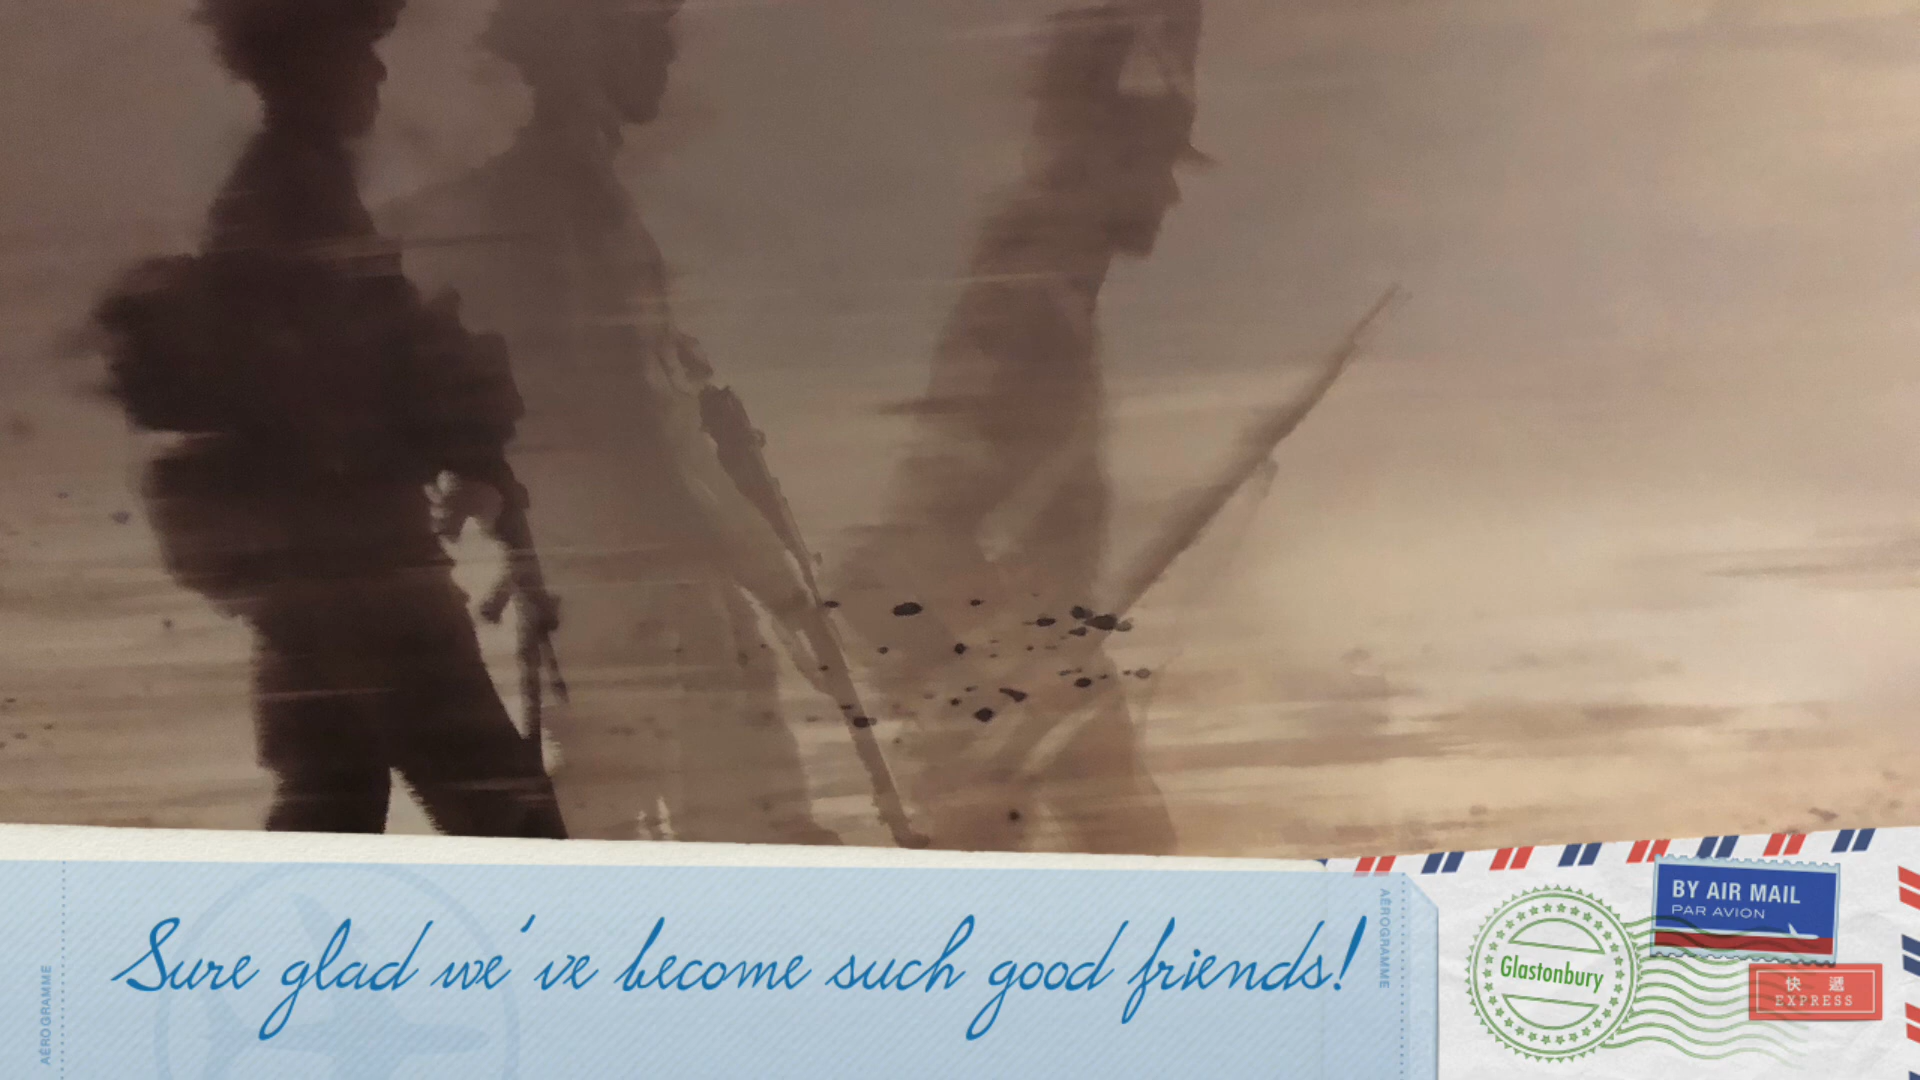 Sure glad we've become such good friends!
AÉROGRAMME
AÉROGRAMME
BY AIR MAIL
PAR AVION
Glastonbury
快遞
EXPRESS